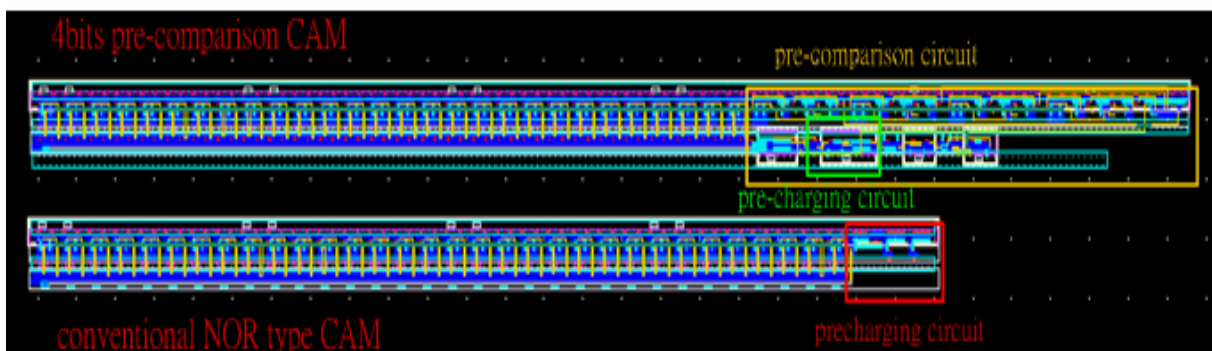 4bits pre-comparison CAM
pre-comparison circuit
pre-charging circuit
conventional NOR type CAM
precharging circuit